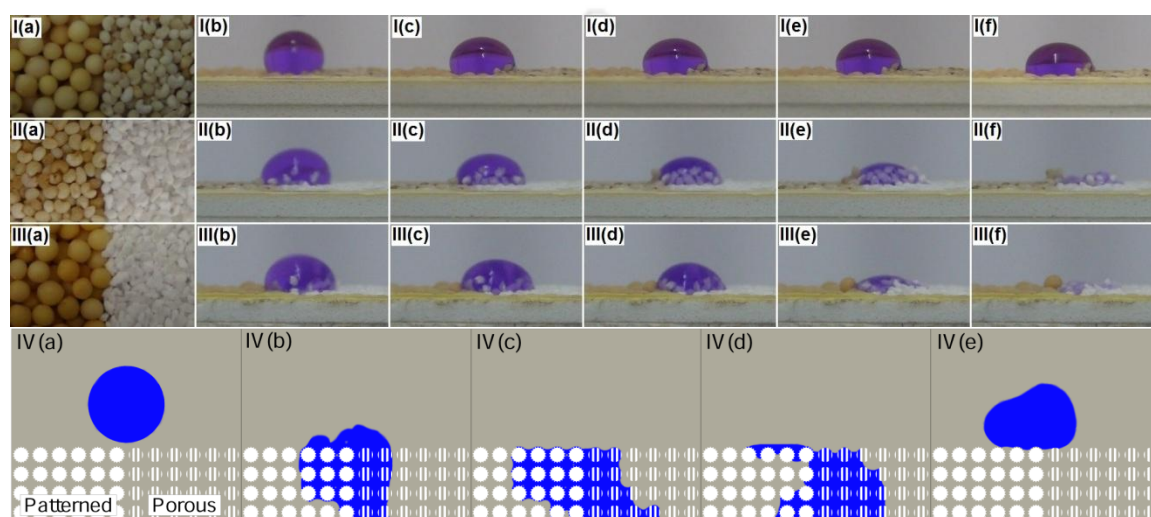 I(a) I(b) I(c) I(d) I(e) I(f)
II(a) II(b) II(c) II(d) II(e) II(f)
III(a) III(b) III(c) III(d) III(e) III(f)
IV(a) IV(b) IV(c) IV(d) IV(e)
Patterned Porous